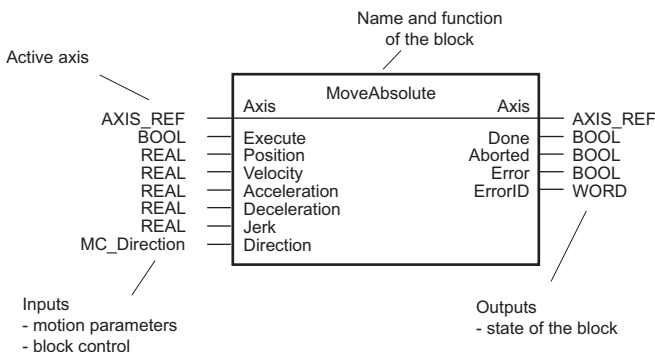 Name and function
of the block
Active axis
MoveAbsolute
AXIS_REF Axis Axis AXIS_REF
BOOL Execute Done BOOL
REAL Position Aborted BOOL
REAL Velocity Error BOOL
REAL Acceleration ErrorID WORD
REAL Deceleration
REAL Jerk
MC_Direction Direction
Inputs
- motion parameters
- block control
Outputs
- state of the block